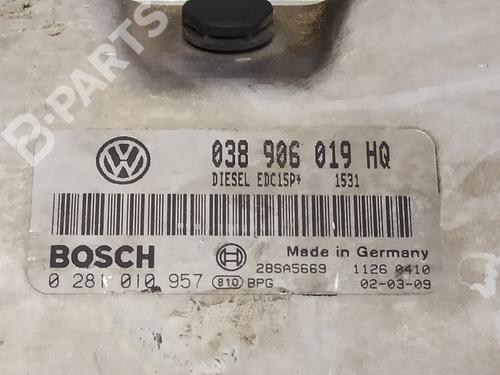 B-PARTS
038 906 019 HQ
DIESEL EDC15P+ 1531
BOSCH
Made in Germany
0 281 010 957 810 BPG
28SA5669 1126 0410
02-03-09